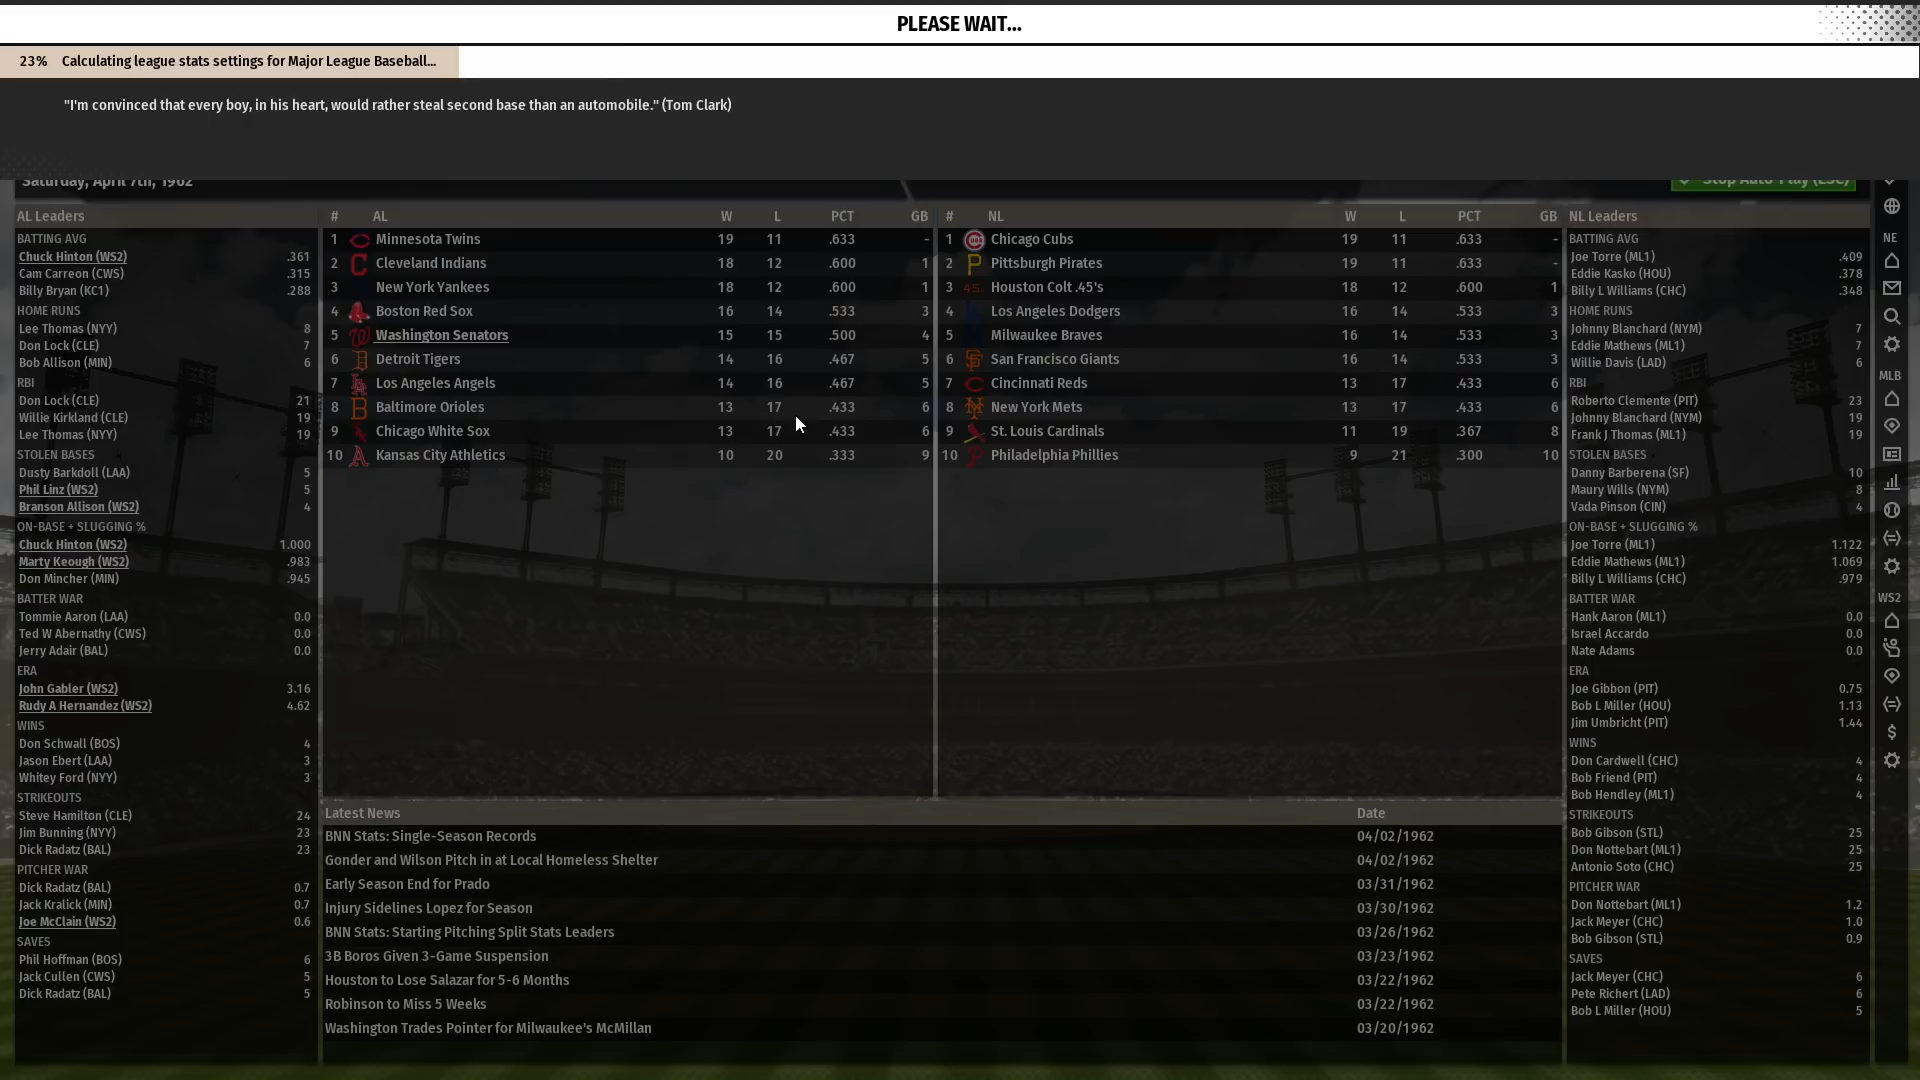 PLEASE WAIT...
23% Calculating league stats settings for Major League Baseball...
"I'm convinced that every boy, in his heart, would rather steal second base than an automobile." (Tom Clark)
Saturday, April 7th, 1962
Stop Auto-Play (ESC)
AL Leaders
BATTING AVG
Chuck Hinton (WS2) .361
Cam Carreon (CWS) .315
Billy Bryan (KC1) .288
HOME RUNS
Lee Thomas (NYY) 8
Don Lock (CLE) 7
Bob Allison (MIN) 6
RBI
Don Lock (CLE) 21
Willie Kirkland (CLE) 19
Lee Thomas (NYY) 19
STOLEN BASES
Dusty Barkdoll (LAA) 5
Phil Linz (WS2) 5
Branson Allison (WS2) 4
ON-BASE + SLUGGING %
Chuck Hinton (WS2) 1.000
Marty Keough (WS2) .983
Don Mincher (MIN) .945
BATTER WAR
Tommie Aaron (LAA) 0.0
Ted W Abernathy (CWS) 0.0
Jerry Adair (BAL) 0.0
ERA
John Gabler (WS2) 3.16
Rudy A Hernandez (WS2) 4.62
WINS
Don Schwall (BOS) 4
Jason Ebert (LAA) 3
Whitey Ford (NYY) 3
STRIKEOUTS
Steve Hamilton (CLE) 24
Jim Bunning (NYY) 23
Dick Radatz (BAL) 23
PITCHER WAR
Dick Radatz (BAL) 0.7
Jack Kralick (MIN) 0.7
Joe McClain (WS2) 0.6
SAVES
Phil Hoffman (BOS) 6
Jack Cullen (CWS) 5
Dick Radatz (BAL) 5
# AL W L PCT GB
1 Minnesota Twins 19 11 .633 -
2 Cleveland Indians 18 12 .600 1
3 New York Yankees 18 12 .600 1
4 Boston Red Sox 16 14 .533 3
5 Washington Senators 15 15 .500 4
6 Detroit Tigers 14 16 .467 5
7 Los Angeles Angels 14 16 .467 5
8 Baltimore Orioles 13 17 .433 6
9 Chicago White Sox 13 17 .433 6
10 Kansas City Athletics 10 20 .333 9
# NL W L PCT GB
1 Chicago Cubs 19 11 .633 -
2 Pittsburgh Pirates 19 11 .633 -
3 Houston Colt .45's 18 12 .600 1
4 Los Angeles Dodgers 16 14 .533 3
5 Milwaukee Braves 16 14 .533 3
6 San Francisco Giants 16 14 .533 3
7 Cincinnati Reds 13 17 .433 6
8 New York Mets 13 17 .433 6
9 St. Louis Cardinals 11 19 .367 8
10 Philadelphia Phillies 9 21 .300 10
Latest News Date
BNN Stats: Single-Season Records 04/02/1962
Gonder and Wilson Pitch in at Local Homeless Shelter 04/02/1962
Early Season End for Prado 03/31/1962
Injury Sidelines Lopez for Season 03/30/1962
BNN Stats: Starting Pitching Split Stats Leaders 03/26/1962
3B Boros Given 3-Game Suspension 03/23/1962
Houston to Lose Salazar for 5-6 Months 03/22/1962
Robinson to Miss 5 Weeks 03/22/1962
Washington Trades Pointer for Milwaukee's McMillan 03/20/1962
NL Leaders
BATTING AVG
Joe Torre (ML1) .409
Eddie Kasko (HOU) .378
Billy L Williams (CHC) .348
HOME RUNS
Johnny Blanchard (NYM) 7
Eddie Mathews (ML1) 7
Willie Davis (LAD) 6
RBI
Roberto Clemente (PIT) 23
Johnny Blanchard (NYM) 19
Frank J Thomas (ML1) 19
STOLEN BASES
Danny Barberena (SF) 10
Maury Wills (NYM) 8
Vada Pinson (CIN) 4
ON-BASE + SLUGGING %
Joe Torre (ML1) 1.122
Eddie Mathews (ML1) 1.069
Billy L Williams (CHC) .979
BATTER WAR
Hank Aaron (ML1) 0.0
Israel Accardo 0.0
Nate Adams 0.0
ERA
Joe Gibbon (PIT) 0.75
Bob L Miller (HOU) 1.13
Jim Umbricht (PIT) 1.44
WINS
Don Cardwell (CHC) 4
Bob Friend (PIT) 4
Bob Hendley (ML1) 4
STRIKEOUTS
Bob Gibson (STL) 25
Don Nottebart (ML1) 25
Antonio Soto (CHC) 25
PITCHER WAR
Don Nottebart (ML1) 1.2
Jack Meyer (CHC) 1.0
Bob Gibson (STL) 0.9
SAVES
Jack Meyer (CHC) 6
Pete Richert (LAD) 6
Bob L Miller (HOU) 5
NE
MLB
WS2